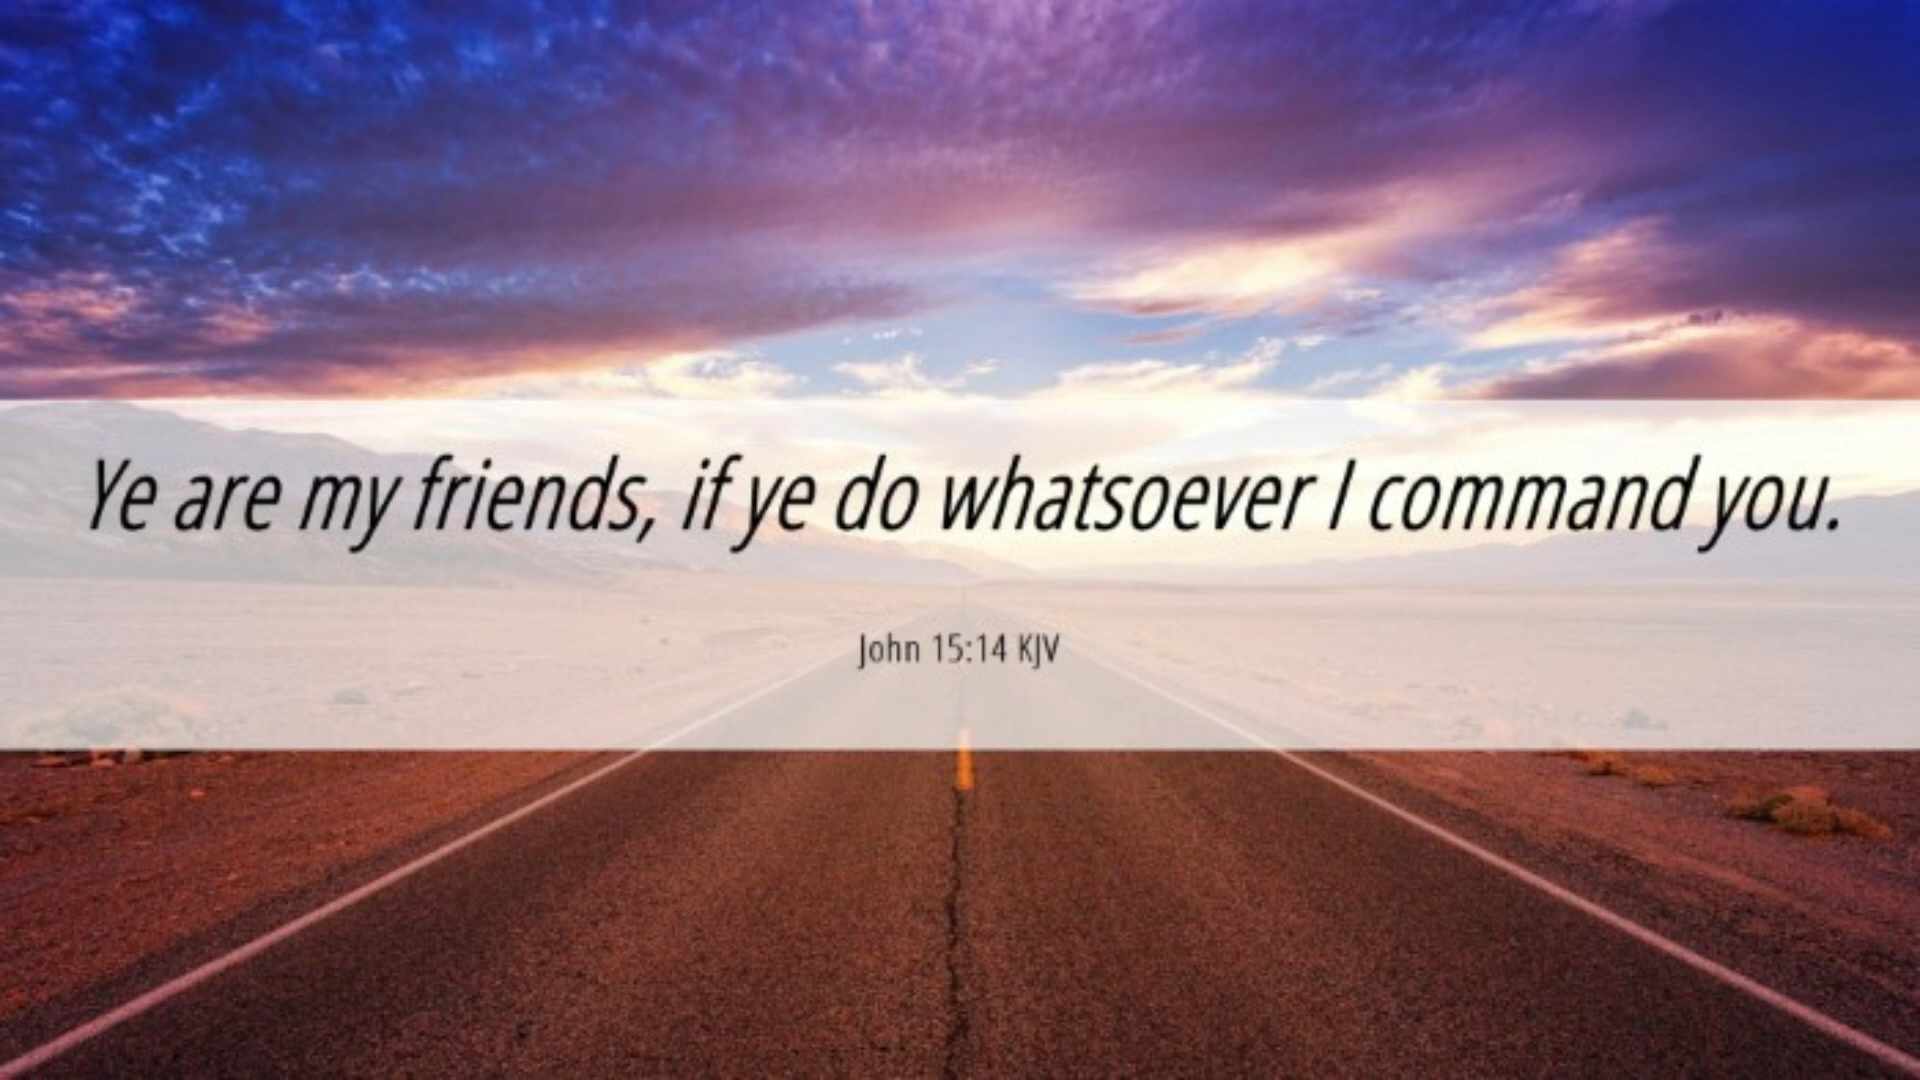 Ye are my friends, if ye do whatsoever I command you.
John 15:14 KJV